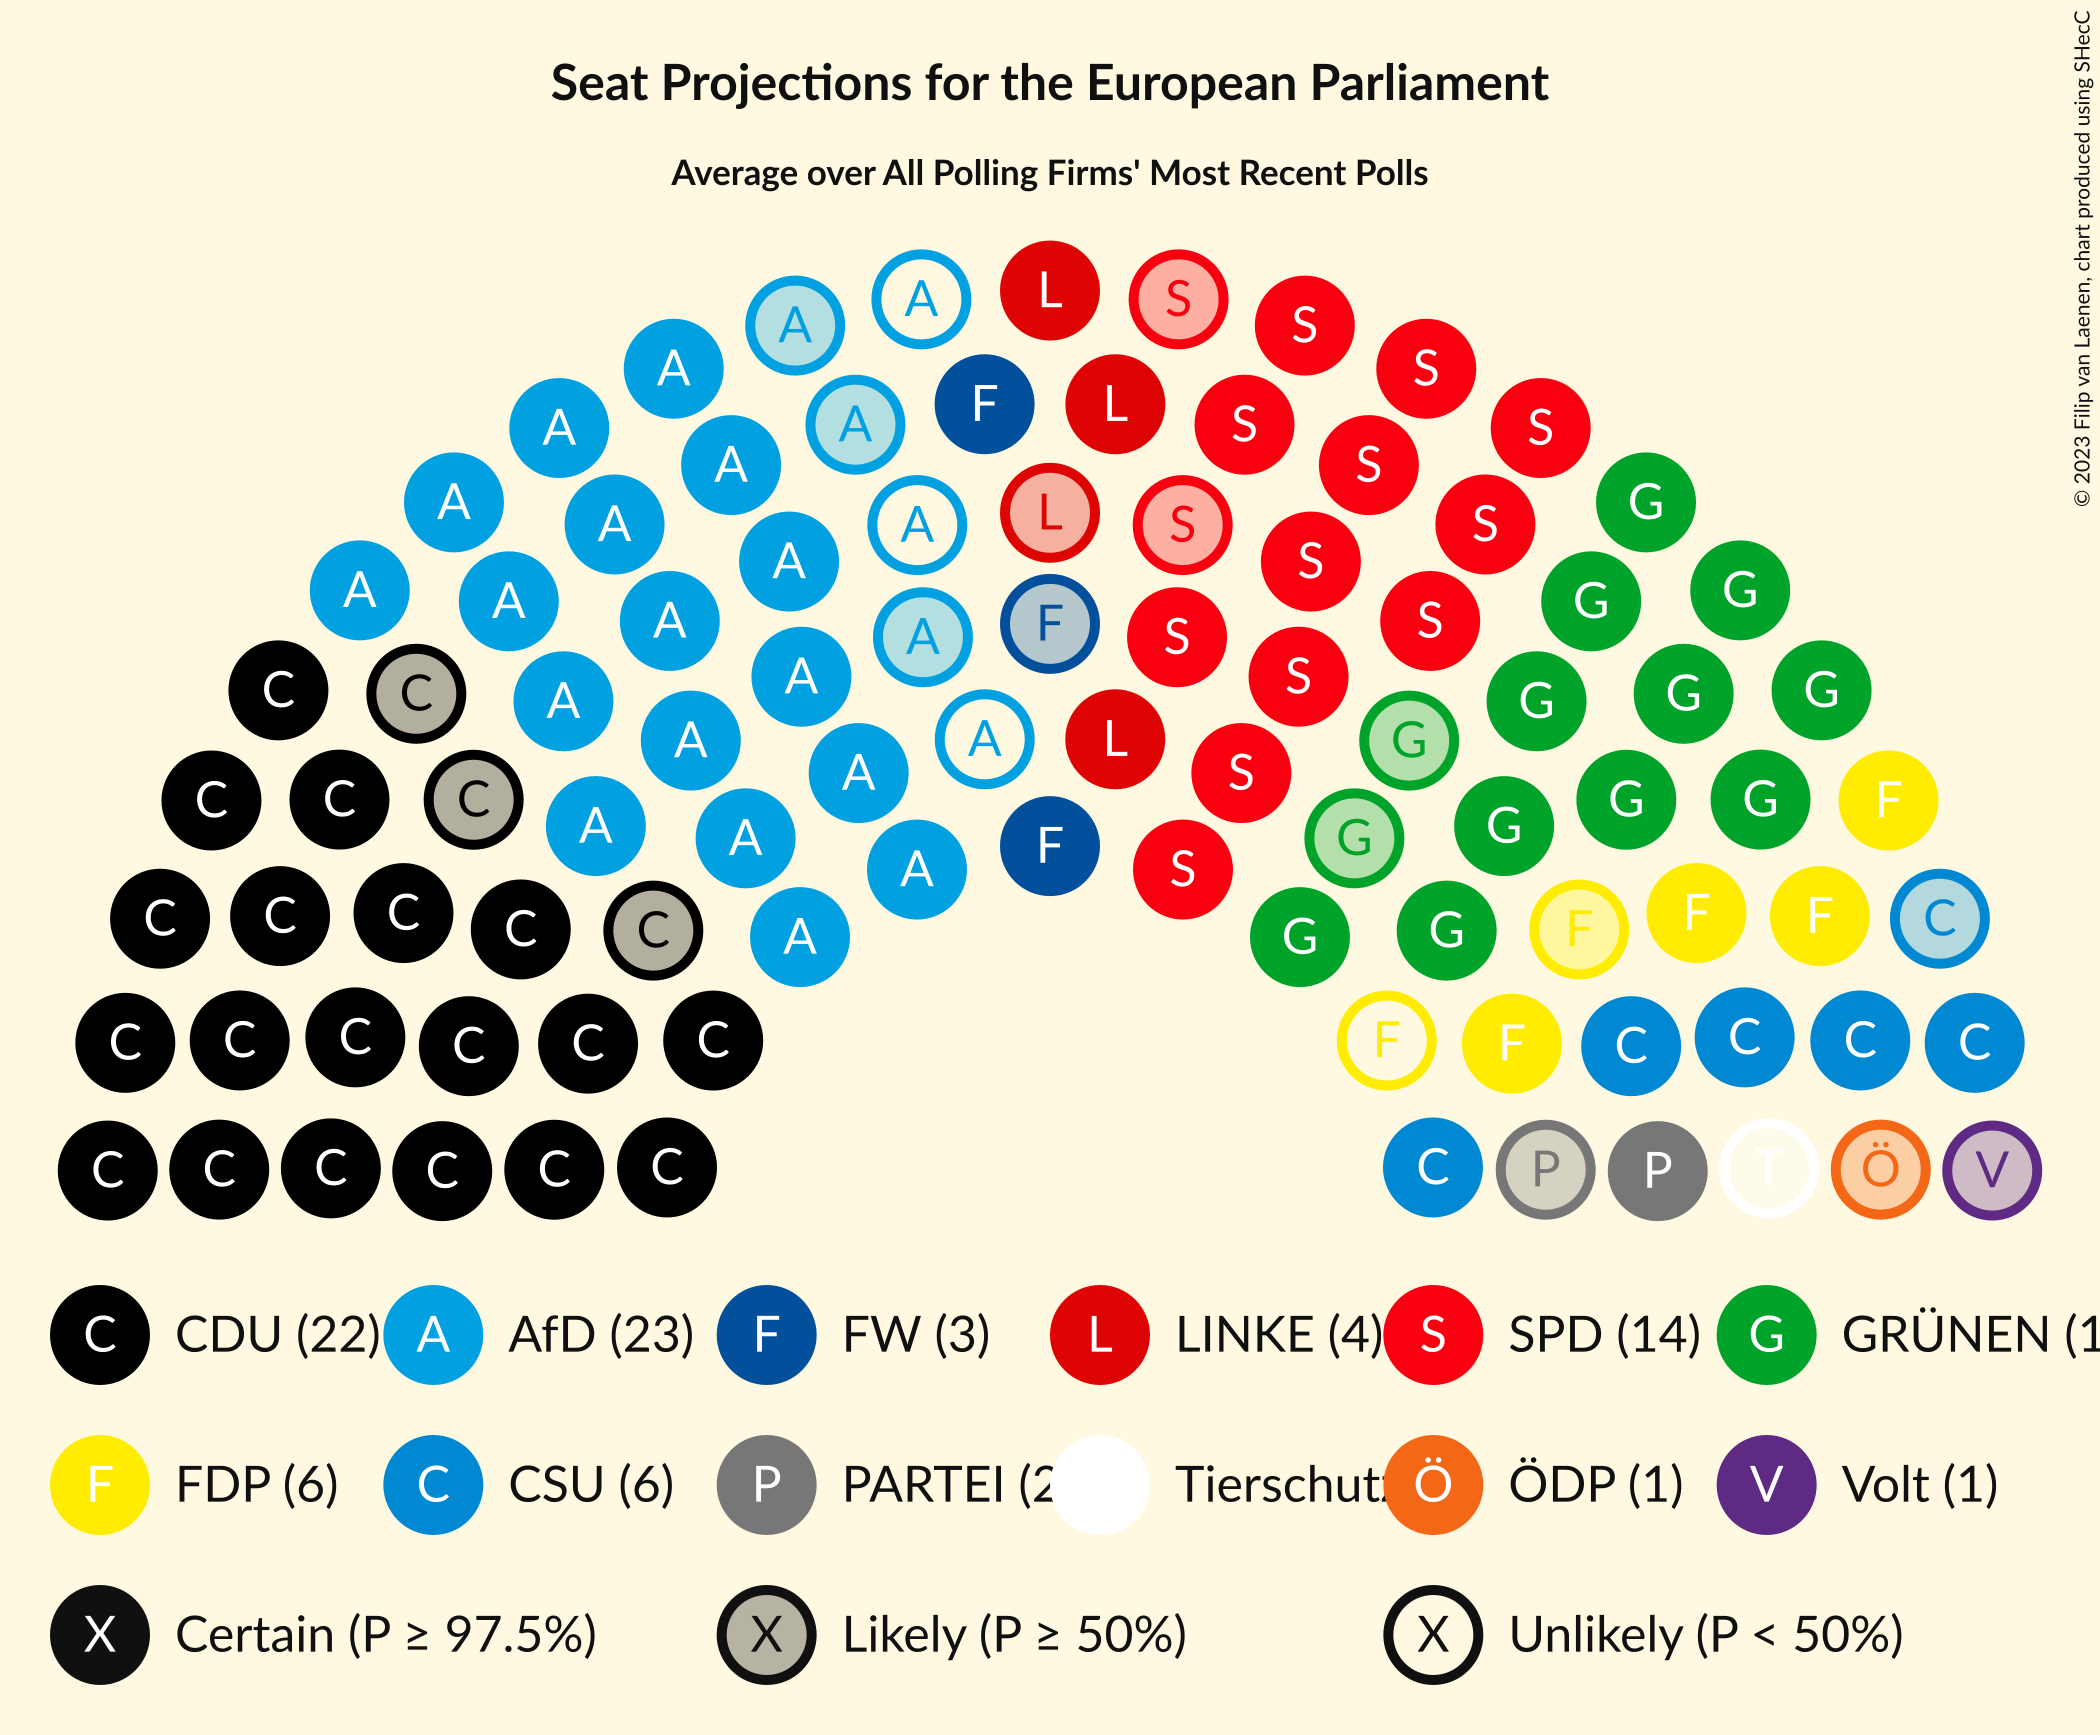 Seat Projections for the European Parliament
Average over All Polling Firms' Most Recent Polls
© 2023 Filip van Laenen, chart produced using SHecC
A L S
A S
A S
F L
A A S S
A S
A L G
A A S S
A S
A A G G
A A F S S
C C A A S G G G
A A L G
A S
C C C A G G G F
A F G
A S
C C C C C A G G F F F C
C C C C C C F F C C C C
C C C C C C C P P T Ö V
C CDU (22) A AfD (23) F FW (3) L LINKE (4) S SPD (14) G GRÜNEN (1
F FDP (6) C CSU (6) P PARTEI (2 Tierschutz Ö ÖDP (1) V Volt (1)
X Certain (P ≥ 97.5%) X Likely (P ≥ 50%) X Unlikely (P < 50%)